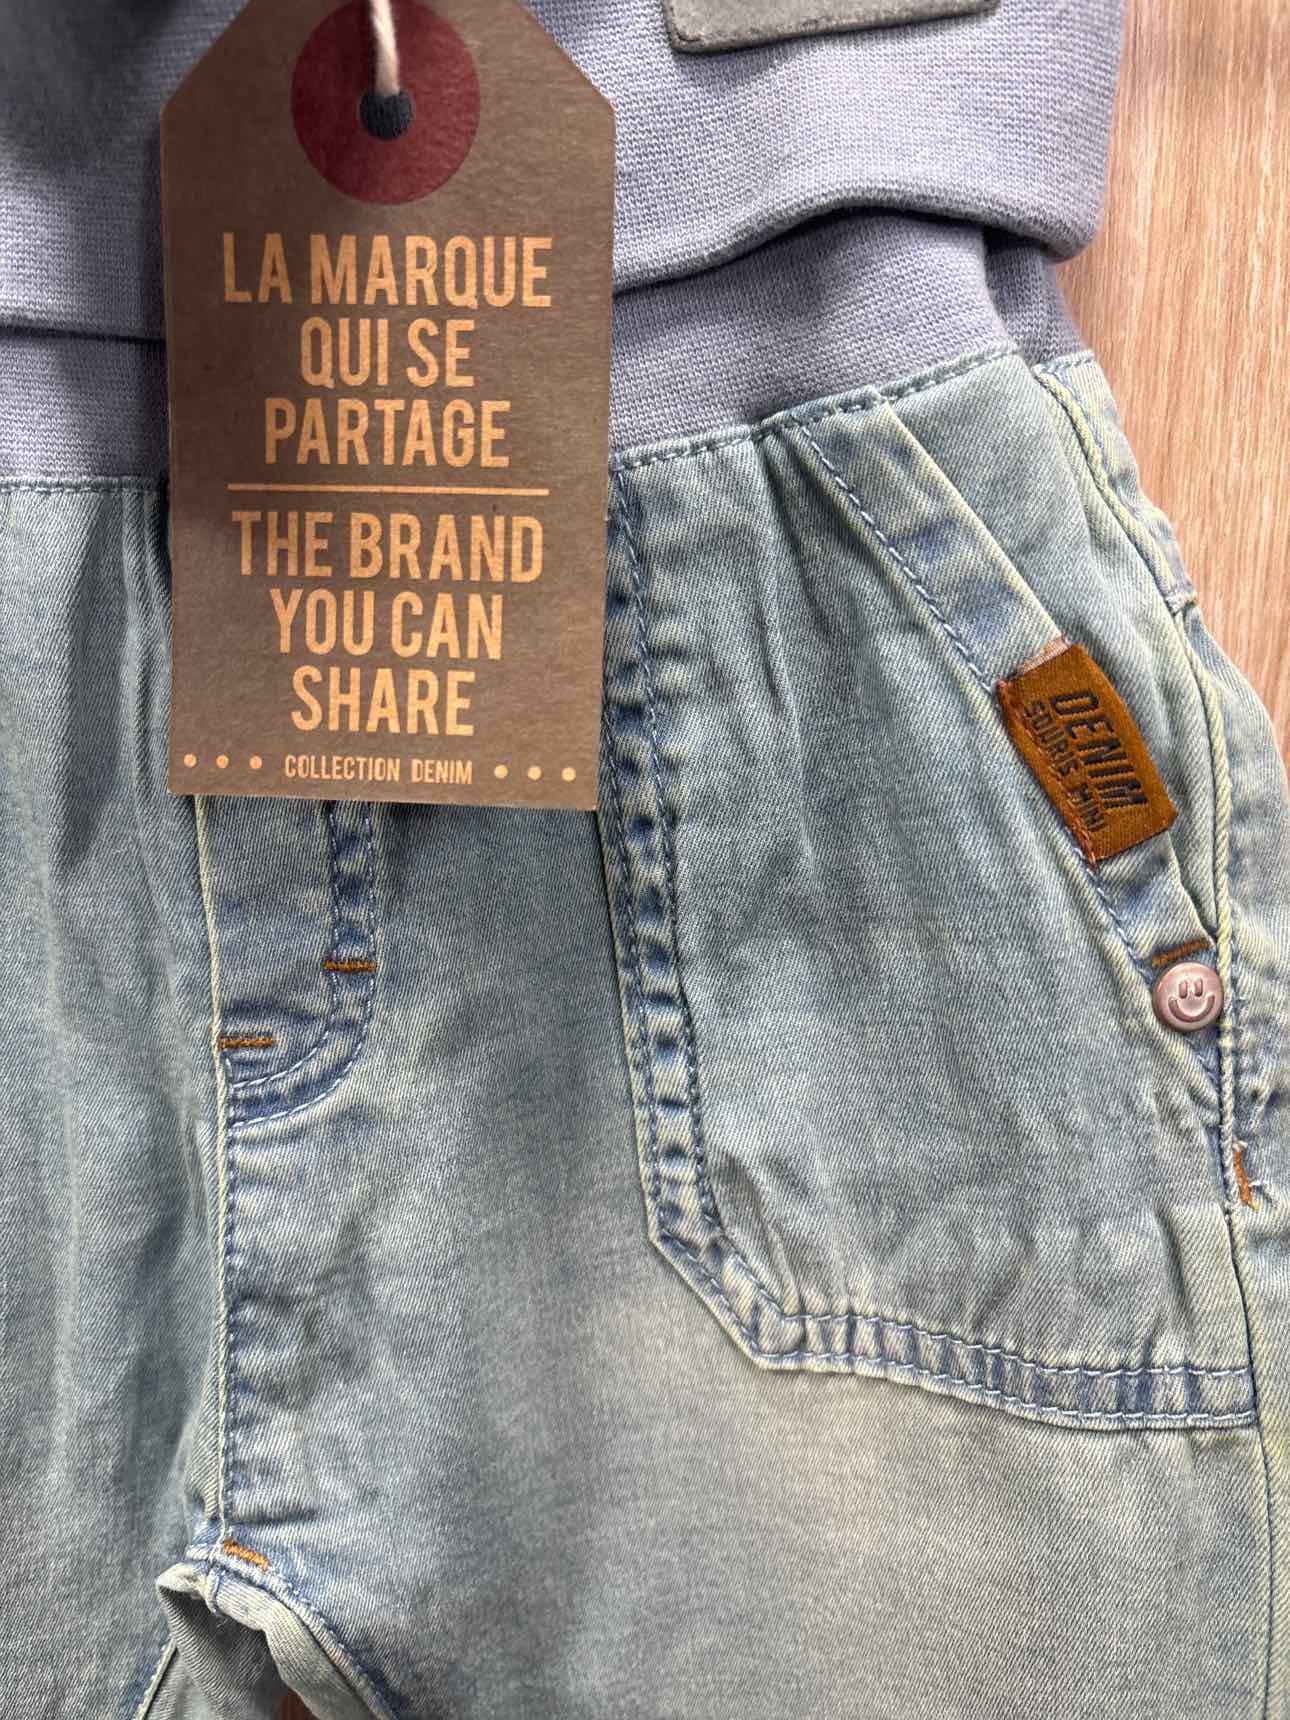 LA MARQUE
QUI SE
PARTAGE
THE BRAND
YOU CAN
SHARE
COLLECTION DENIM
DENIM
SOURIS MINI